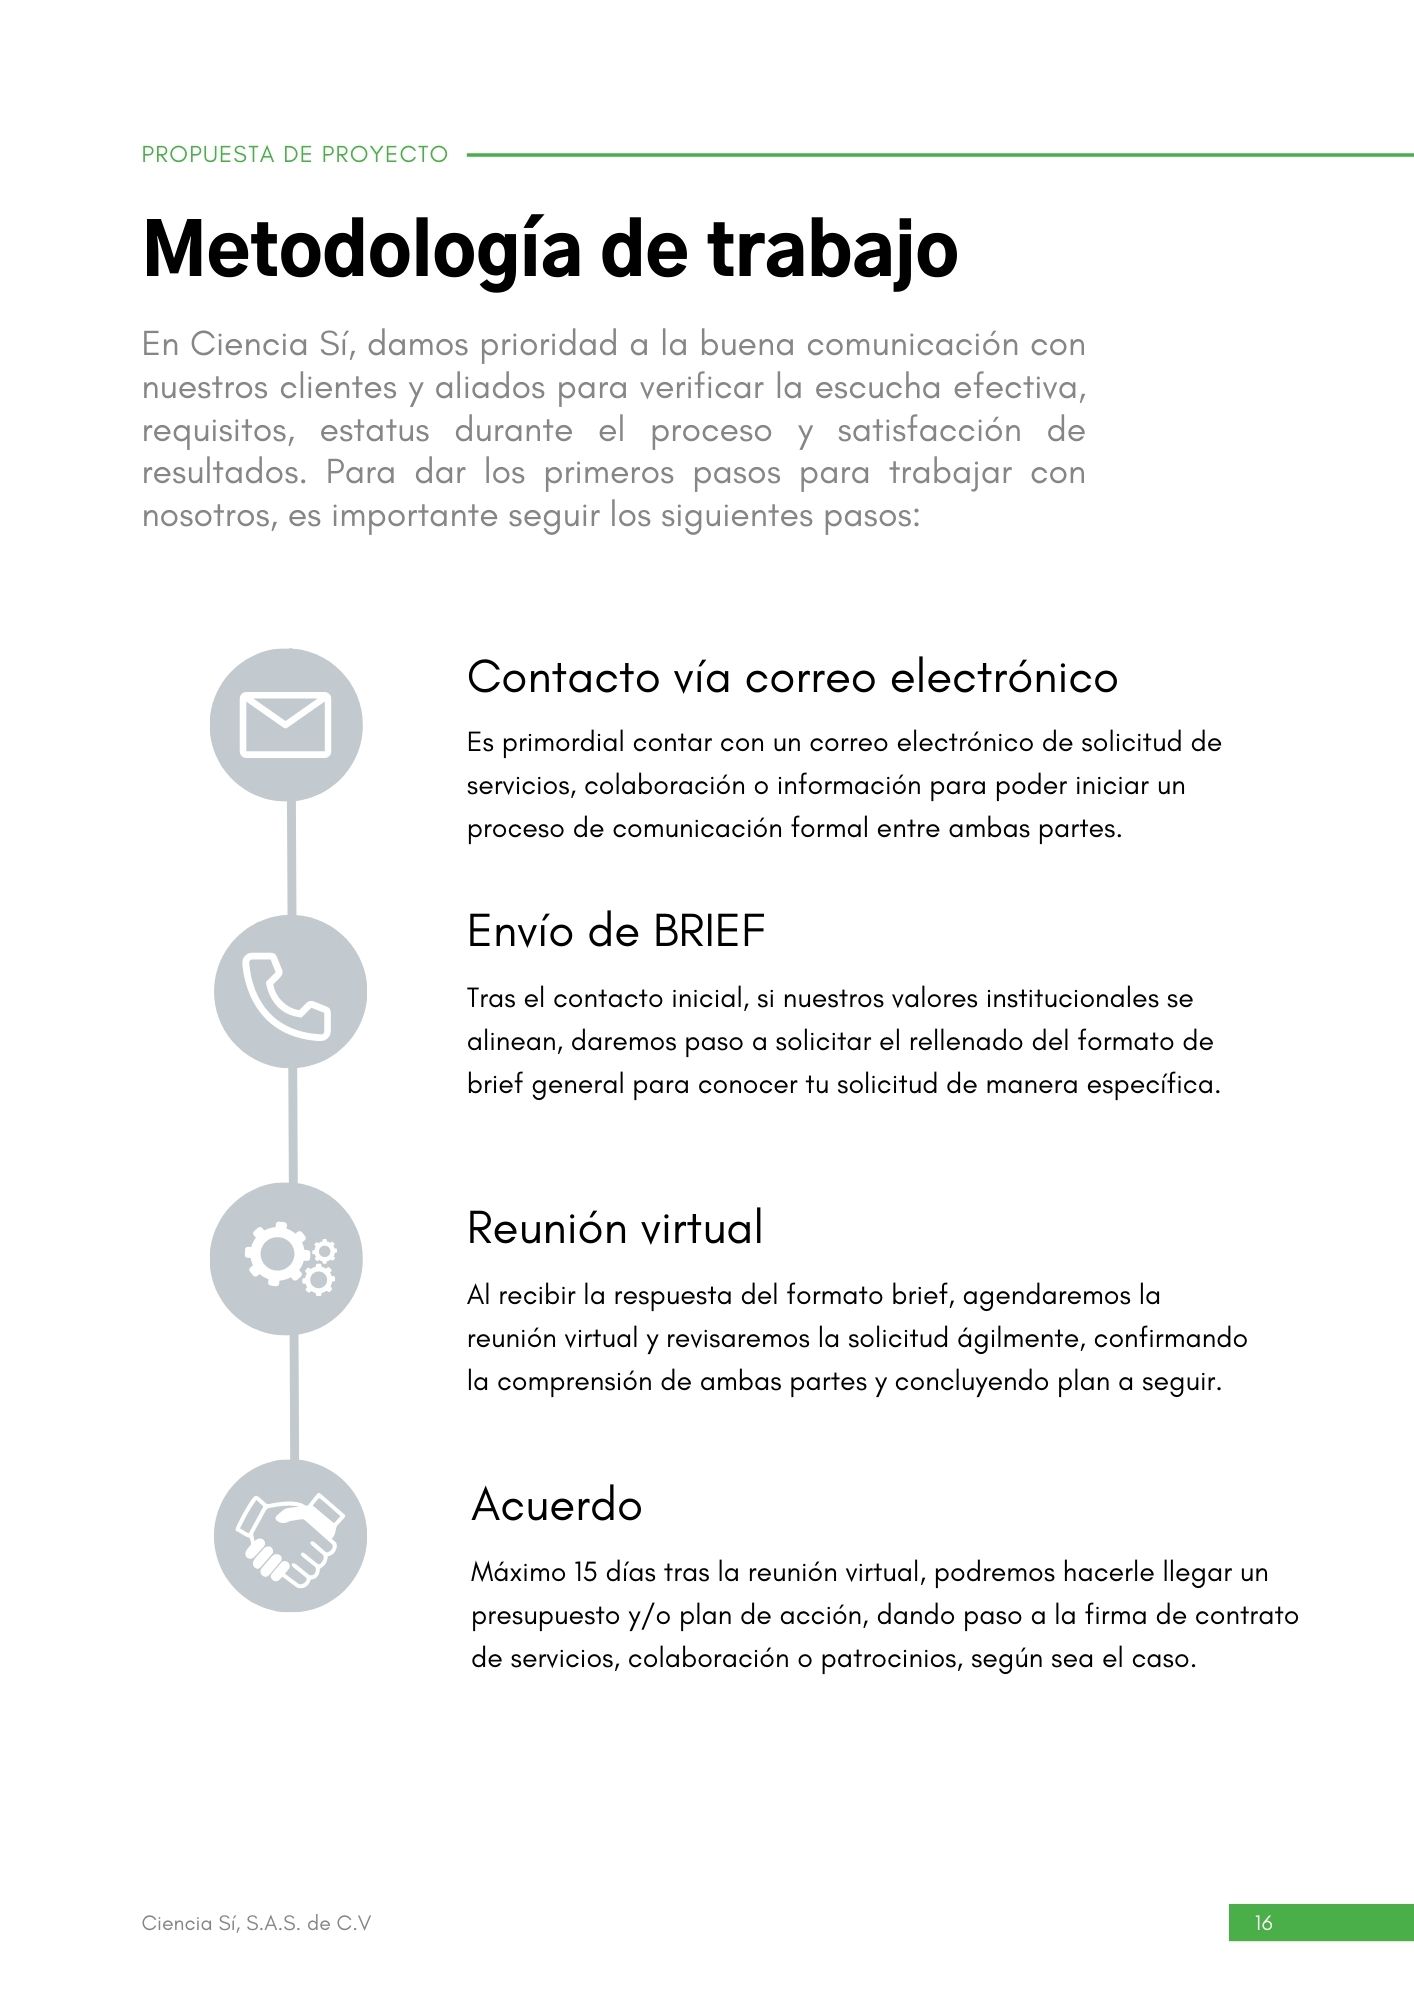 PROPUESTA DE PROYECTO
Metodología de trabajo
En Ciencia Sí, damos prioridad a la buena comunicación con
nuestros clientes y aliados para verificar la escucha efectiva,
requisitos, estatus durante el proceso y satisfacción de
resultados. Para dar los primeros pasos para trabajar con
nosotros, es importante seguir los siguientes pasos:
Contacto vía correo electrónico
Es primordial contar con un correo electrónico de solicitud de
servicios, colaboración o información para poder iniciar un
proceso de comunicación formal entre ambas partes.
Envío de BRIEF
Tras el contacto inicial, si nuestros valores institucionales se
alinean, daremos paso a solicitar el rellenado del formato de
brief general para conocer tu solicitud de manera específica.
Reunión virtual
Al recibir la respuesta del formato brief, agendaremos la
reunión virtual y revisaremos la solicitud ágilmente, confirmando
la comprensión de ambas partes y concluyendo plan a seguir.
Acuerdo
Máximo 15 días tras la reunión virtual, podremos hacerle llegar un
presupuesto y/o plan de acción, dando paso a la firma de contrato
de servicios, colaboración o patrocinios, según sea el caso.
Ciencia Sí, S.A.S. de C.V
16